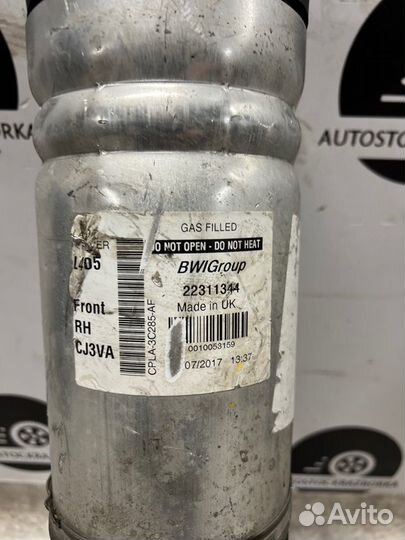 GAS FILLED
DO NOT OPEN - DO NOT HEAT
L405
BWIGroup
22311344
Made in UK
Front
RH
CJ3VA
CPLA-3C285-AF
0010053159
07/2017 13:37
AUTOSTO
Avito